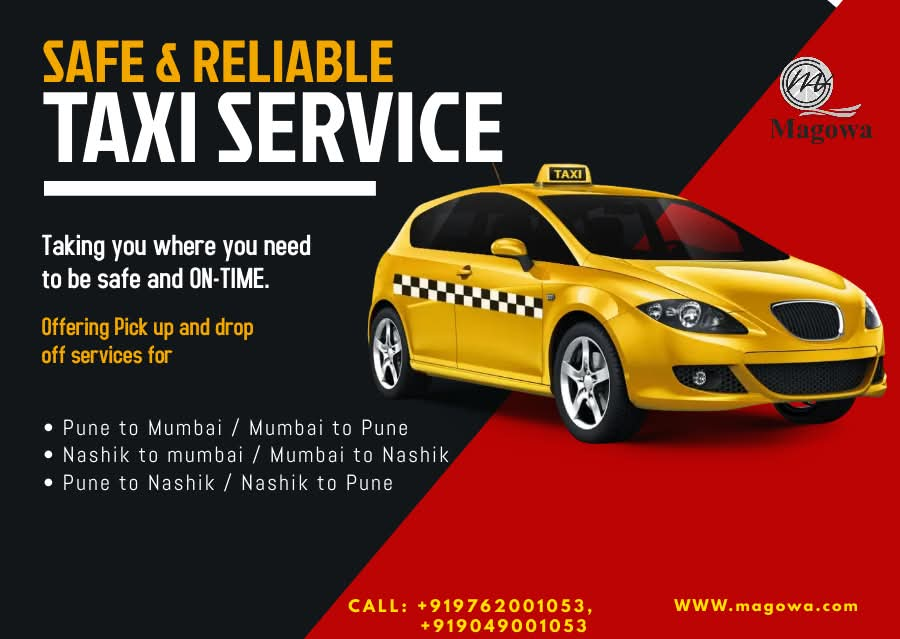 SAFE & RELIABLE
TAXI SERVICE
Magowa
TAXI
Taking you where you need
to be safe and ON-TIME.
Offering Pick up and drop
off services for
• Pune to Mumbai / Mumbai to Pune
• Nashik to mumbai / Mumbai to Nashik
• Pune to Nashik / Nashik to Pune
CALL: +919762001053,
+919049001053
WWW.magowa.com